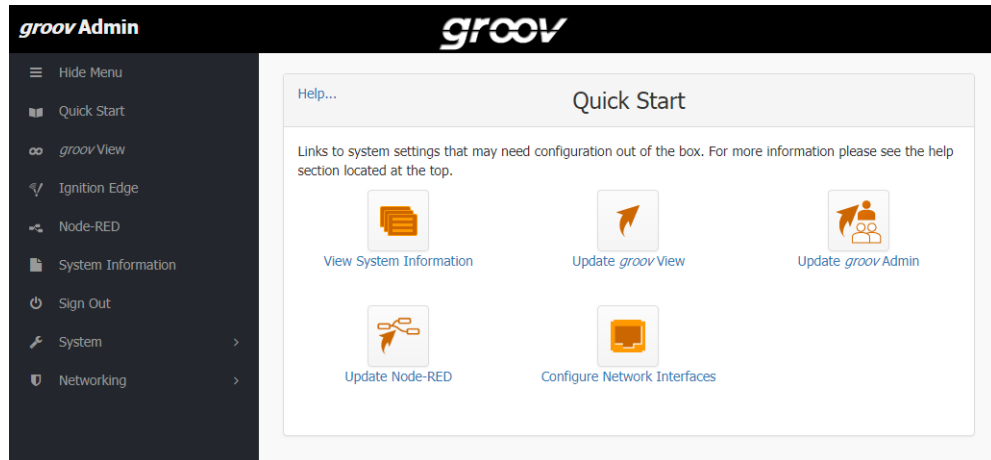 groov Admin
groov
Hide Menu
Quick Start
groov View
Ignition Edge
Node-RED
System Information
Sign Out
System
Networking
Help...
Quick Start
Links to system settings that may need configuration out of the box. For more information please see the help
section located at the top.
View System Information
Update groov View
Update groov Admin
Update Node-RED
Configure Network Interfaces